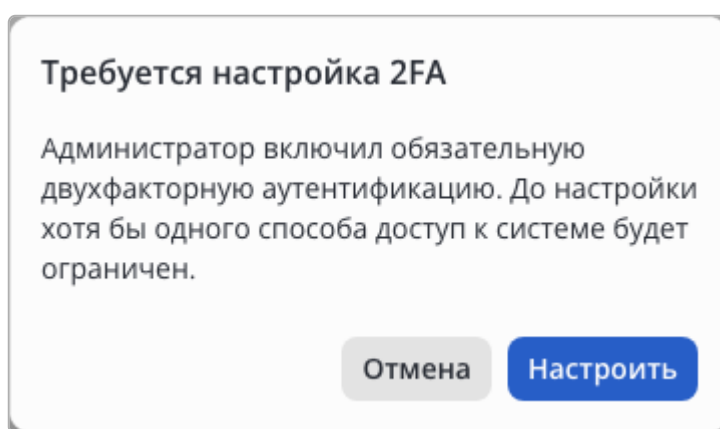 Требуется настройка 2FA
Администратор включил обязательную
двухфакторную аутентификацию. До настройки
хотя бы одного способа доступ к системе будет
ограничен.
Отмена
Настроить